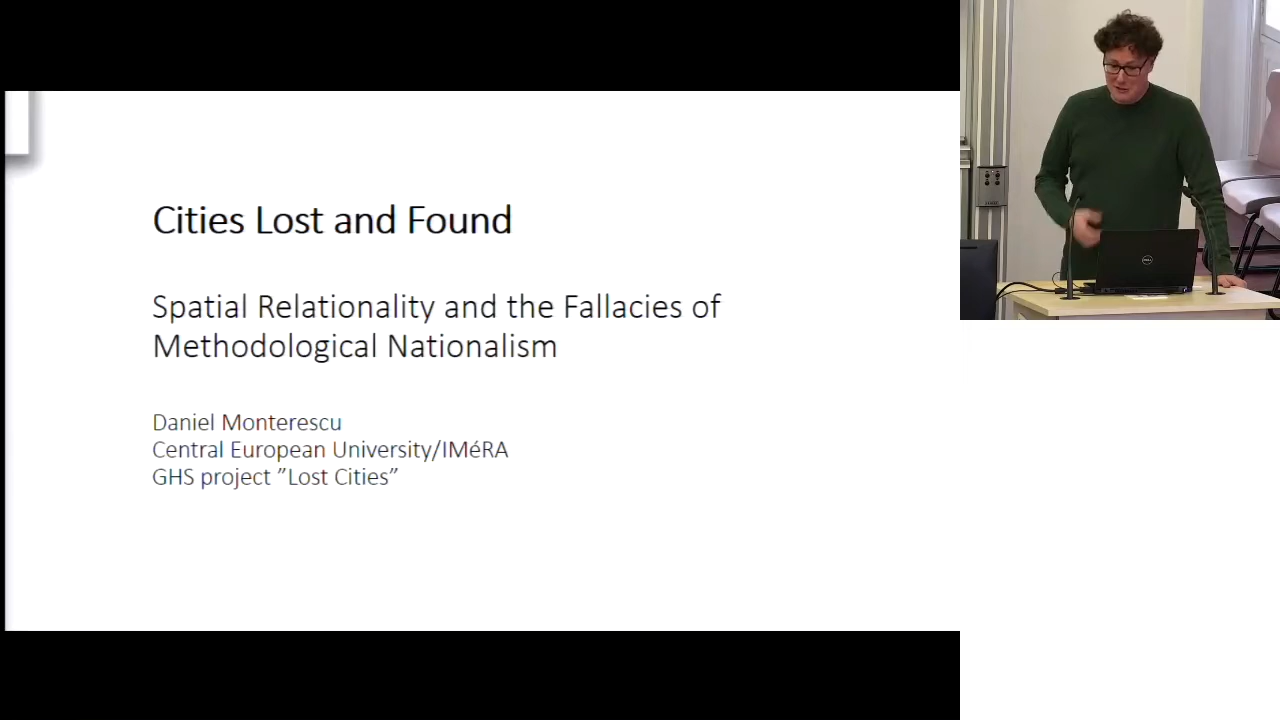 Cities Lost and Found
Spatial Relationality and the Fallacies of
Methodological Nationalism
Daniel Monterescu
Central European University/IMéRA
GHS project ”Lost Cities”
DELL